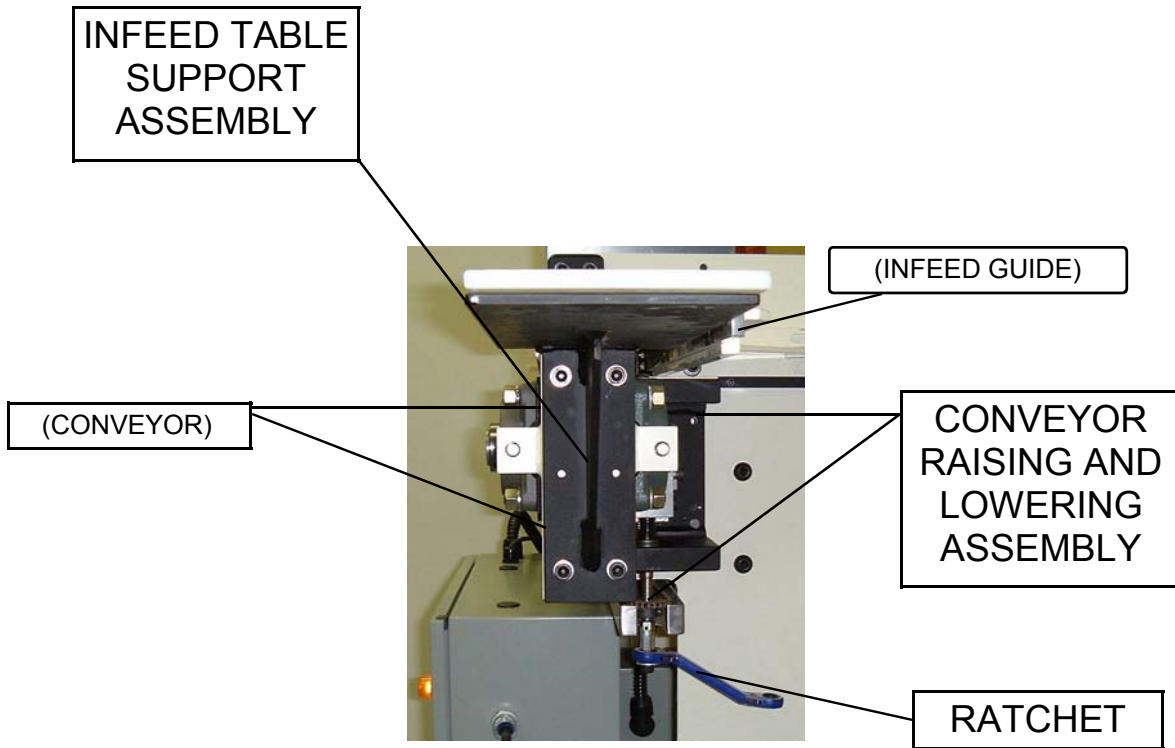 INFEED TABLE
SUPPORT
ASSEMBLY
(INFEED GUIDE)
(CONVEYOR)
CONVEYOR
RAISING AND
LOWERING
ASSEMBLY
RATCHET